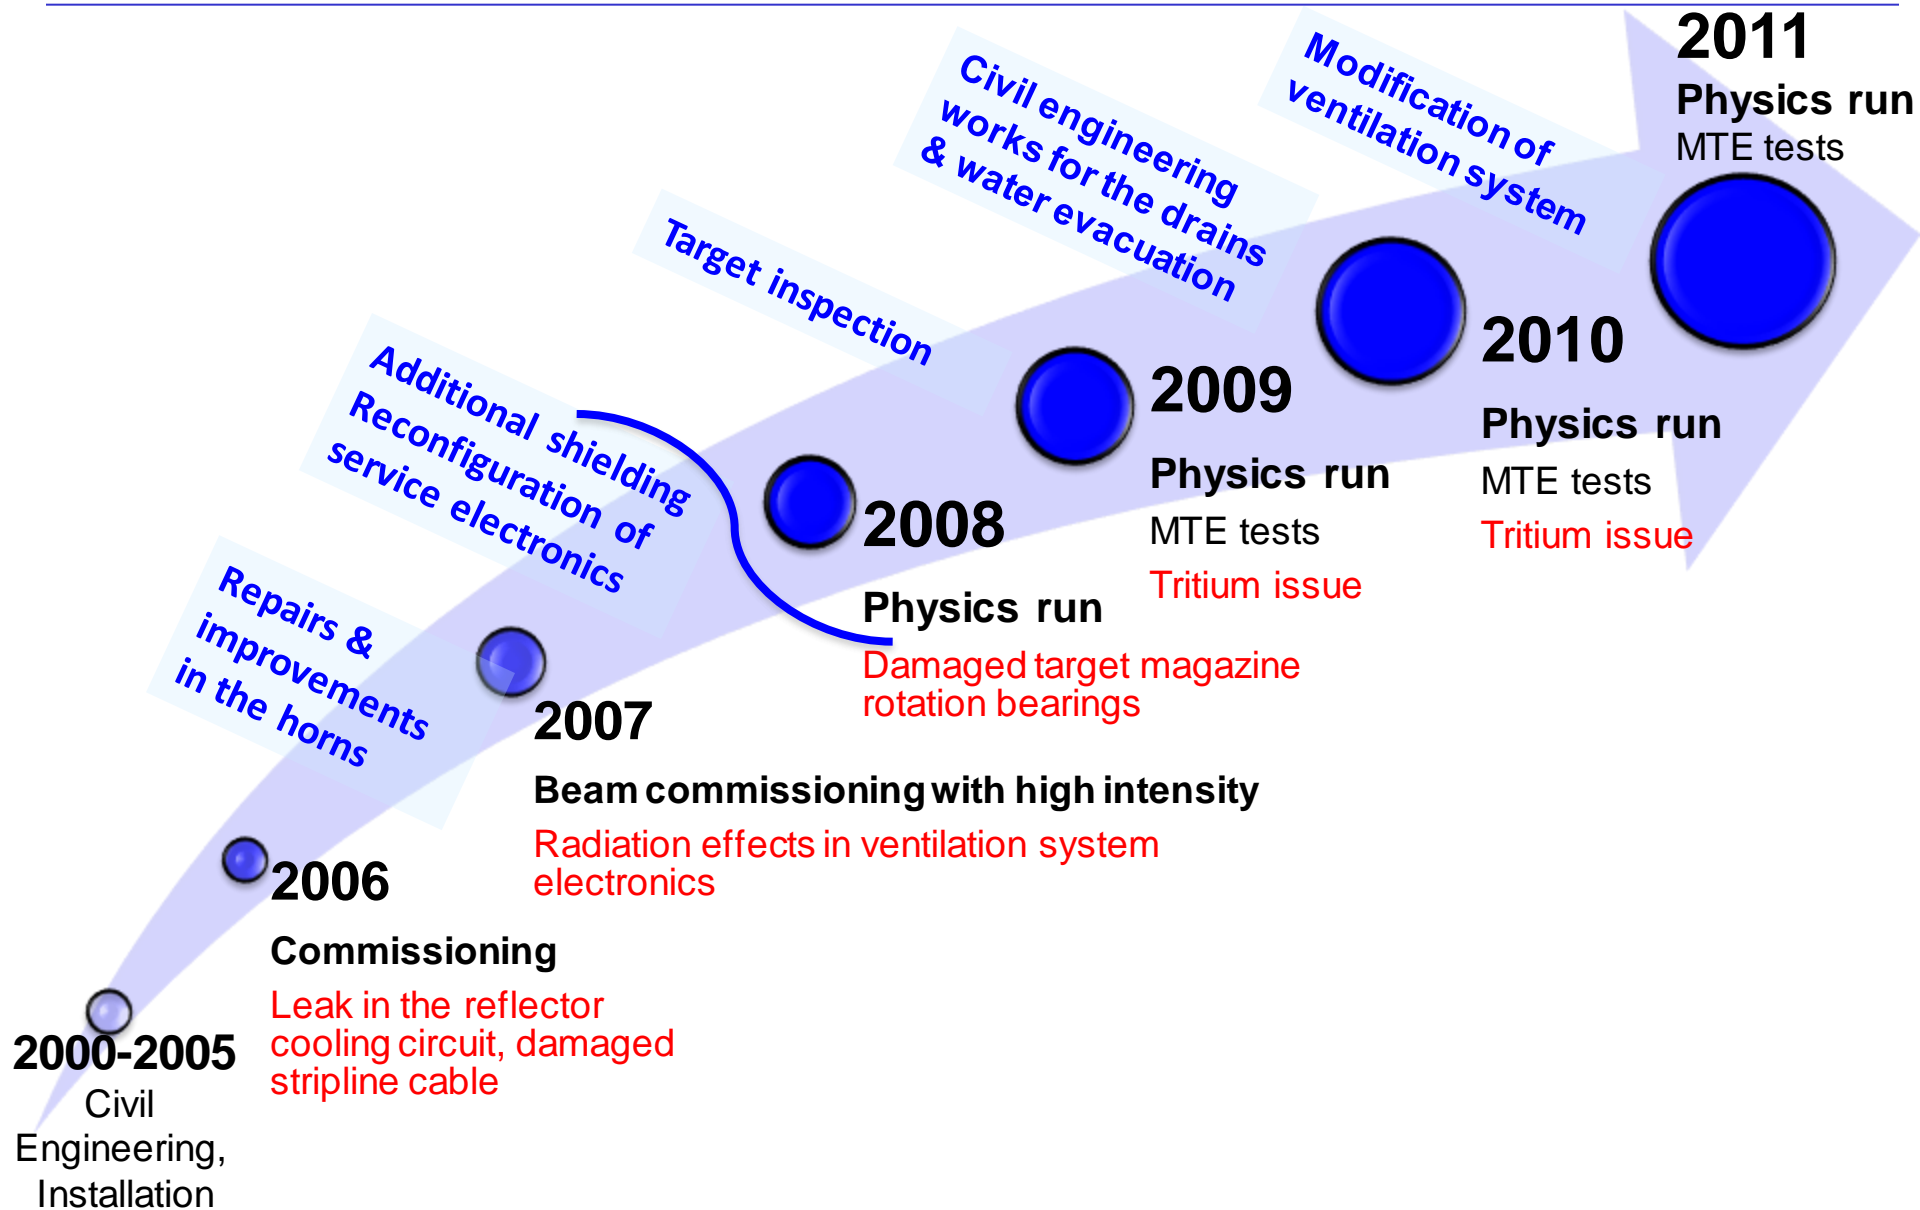 2000-2005
Civil
Engineering,
Installation
2006
Commissioning
Leak in the reflector
cooling circuit, damaged
stripline cable
Repairs &
improvements
in the horns
2007
Beam commissioning with high intensity
Radiation effects in ventilation system
electronics
Additional shielding
Reconfiguration of
service electronics
2008
Physics run
Damaged target magazine
rotation bearings
Target inspection
2009
Physics run
MTE tests
Tritium issue
Civil engineering
works for the drains
& water evacuation
2010
Physics run
MTE tests
Tritium issue
Modification of
ventilation system
2011
Physics run
MTE tests